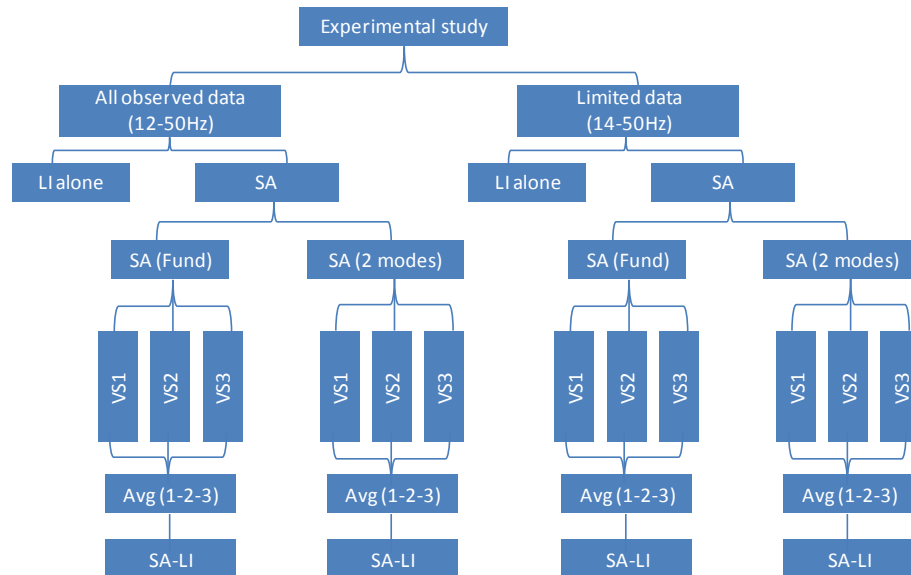 Experimental study
All observed data
(12-50Hz)
Limited data
(14-50Hz)
LI alone
SA
LI alone
SA
SA (Fund)
SA (2 modes)
SA (Fund)
SA (2 modes)
VS1
VS2
VS3
VS1
VS2
VS3
VS1
VS2
VS3
VS1
VS2
VS3
Avg (1-2-3)
Avg (1-2-3)
Avg (1-2-3)
Avg (1-2-3)
SA-LI
SA-LI
SA-LI
SA-LI